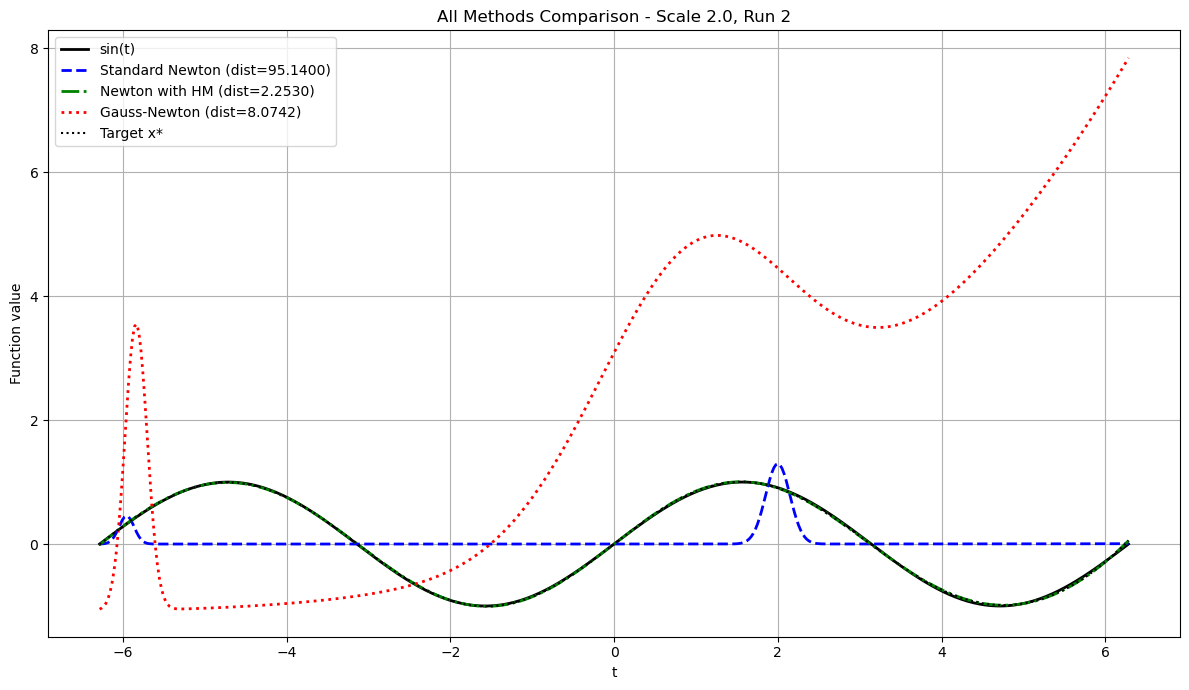 All Methods Comparison - Scale 2.0, Run 2
sin(t)
Standard Newton (dist=95.1400)
Newton with HM (dist=2.2530)
Gauss-Newton (dist=8.0742)
Target x*
Function value
8
6
4
2
0
−6
−4
−2
0
2
4
6
t